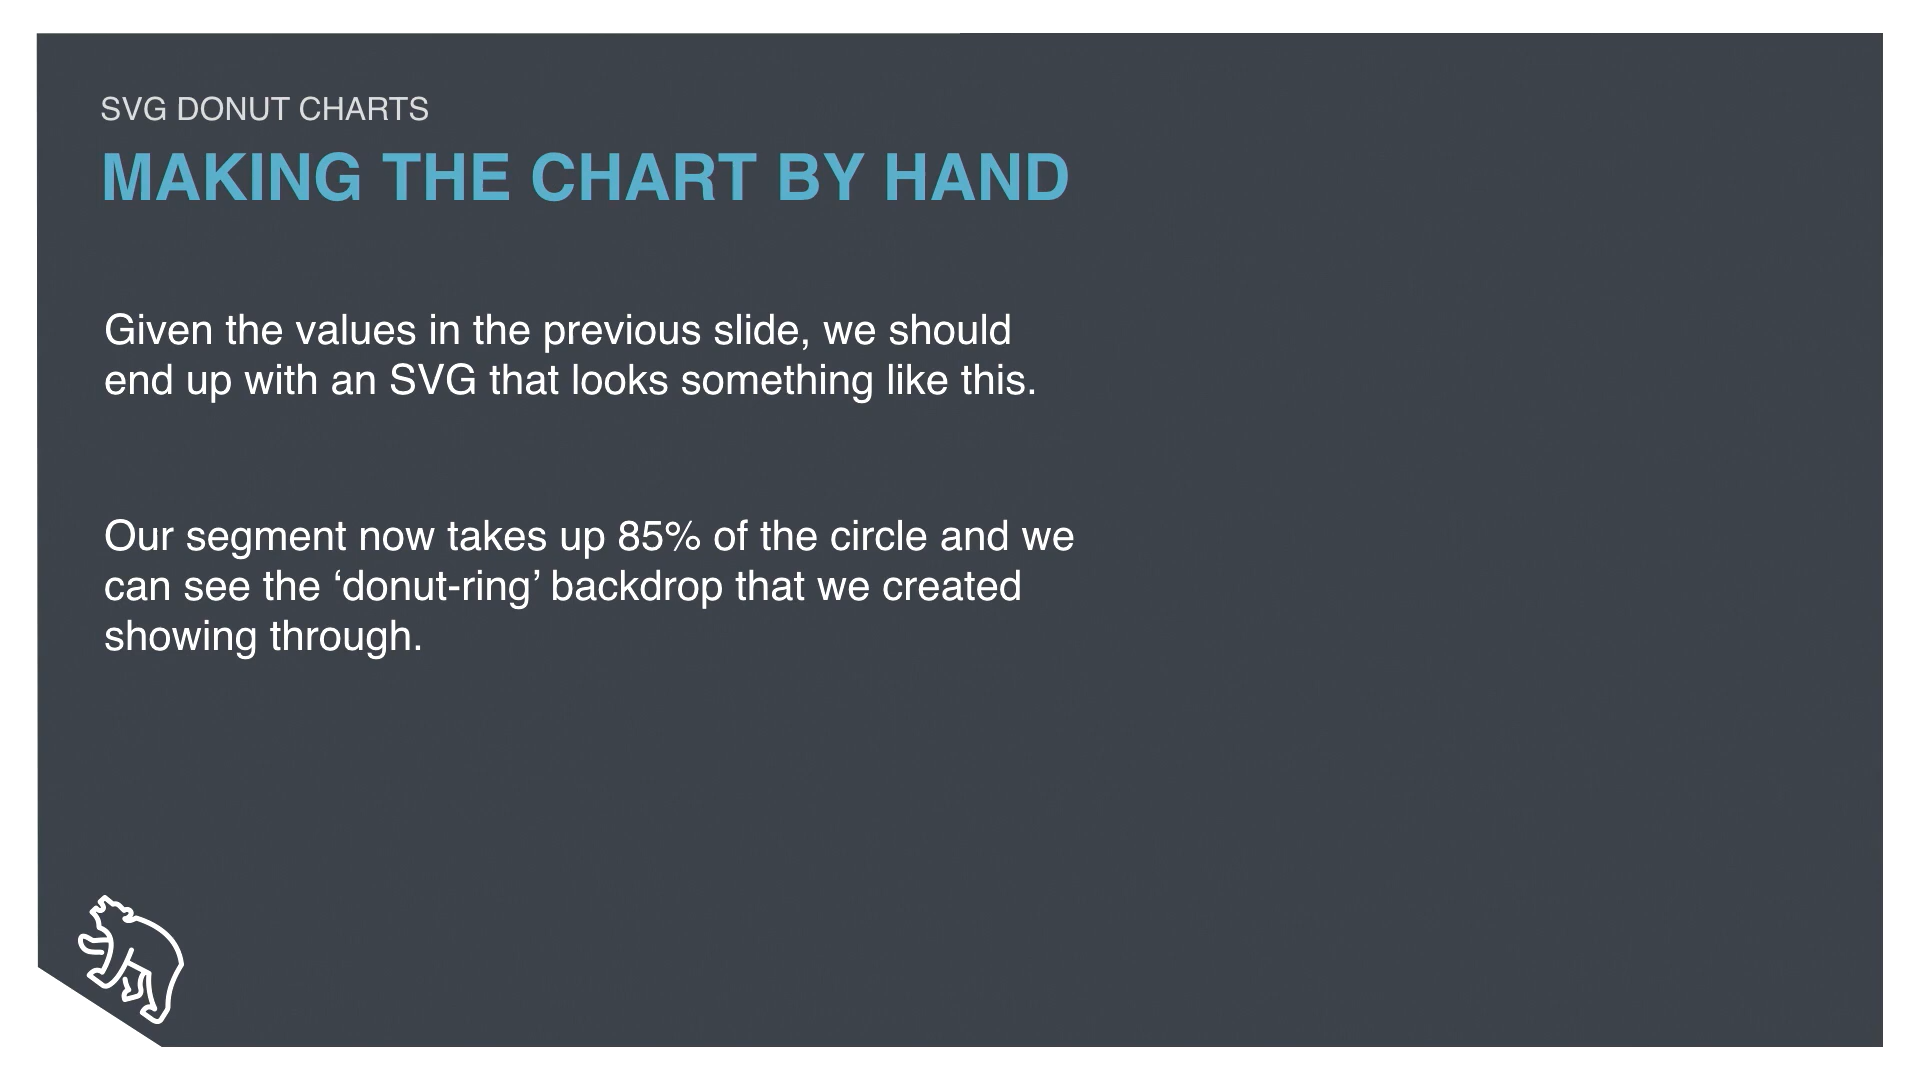 SVG DONUT CHARTS
MAKING THE CHART BY HAND
Given the values in the previous slide, we should
end up with an SVG that looks something like this.
Our segment now takes up 85% of the circle and we
can see the ‘donut-ring’ backdrop that we created
showing through.